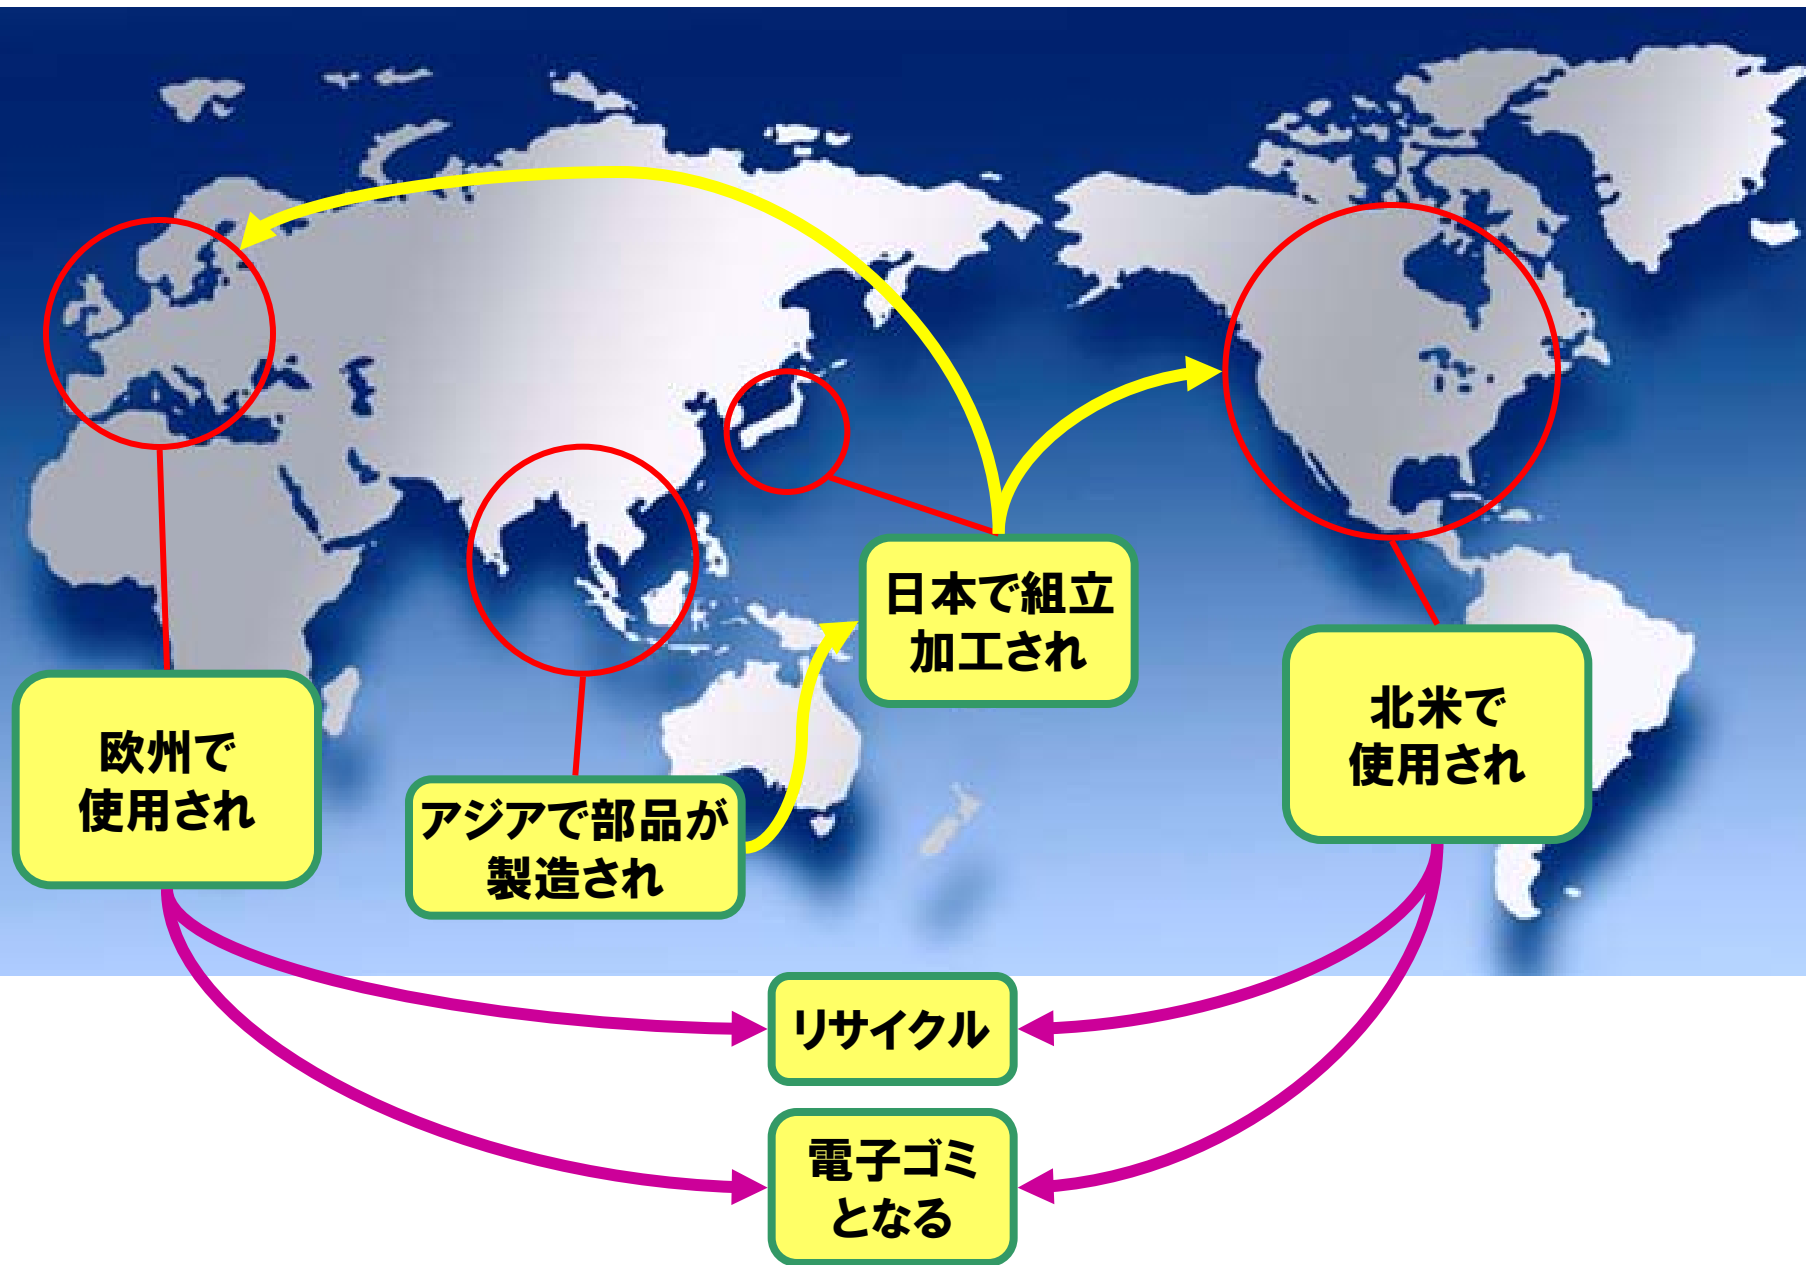 日本で組立
加工され
北米で
使用され
欧州で
使用され
アジアで部品が
製造され
リサイクル
電子ゴミ
となる